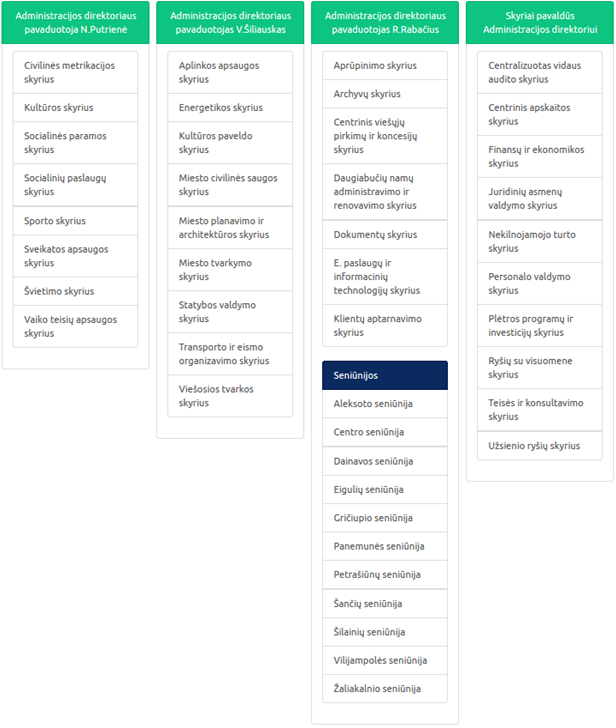 Administracijos direktoriaus
pavaduotoja N.Putrienė
Civilinės metrikacijos
skyrius
Kultūros skyrius
Socialinės paramos
skyrius
Socialinių paslaugų
skyrius
Sporto skyrius
Sveikatos apsaugos
skyrius
Švietimo skyrius
Vaiko teisių apsaugos
skyrius
Administracijos direktoriaus
pavaduotojas V.Šiliauskas
Aplinkos apsaugos
skyrius
Energetikos skyrius
Kultūros paveldo
skyrius
Miesto civilinės saugos
skyrius
Miesto planavimo ir
architektūros skyrius
Miesto tvarkymo
skyrius
Statybos valdymo
skyrius
Transporto ir eismo
organizavimo skyrius
Viešosios tvarkos
skyrius
Administracijos direktoriaus
pavaduotojas R.Rabačius
Aprūpinimo skyrius
Archyvų skyrius
Centrinis viešųjų
pirkimų ir koncesijų
skyrius
Daugiabučių namų
administravimo ir
renovavimo skyrius
Dokumentų skyrius
E. paslaugų ir
informacinių
technologijų skyrius
Klientų aptarnavimo
skyrius
Seniūnijos
Aleksoto seniūnija
Centro seniūnija
Dainavos seniūnija
Eigulių seniūnija
Gričiupio seniūnija
Panemunės seniūnija
Petrašiūnų seniūnija
Šančių seniūnija
Šilainių seniūnija
Vilijampolės seniūnija
Žaliakalnio seniūnija
Skyriai pavaldūs
Administracijos direktoriui
Centralizuotas vidaus
audito skyrius
Centrinis apskaitos
skyrius
Finansų ir ekonomikos
skyrius
Juridinių asmenų
valdymo skyrius
Nekilnojamojo turto
skyrius
Personalo valdymo
skyrius
Plėtros programų ir
investicijų skyrius
Ryšių su visuomene
skyrius
Teisės ir konsultavimo
skyrius
Užsienio ryšių skyrius